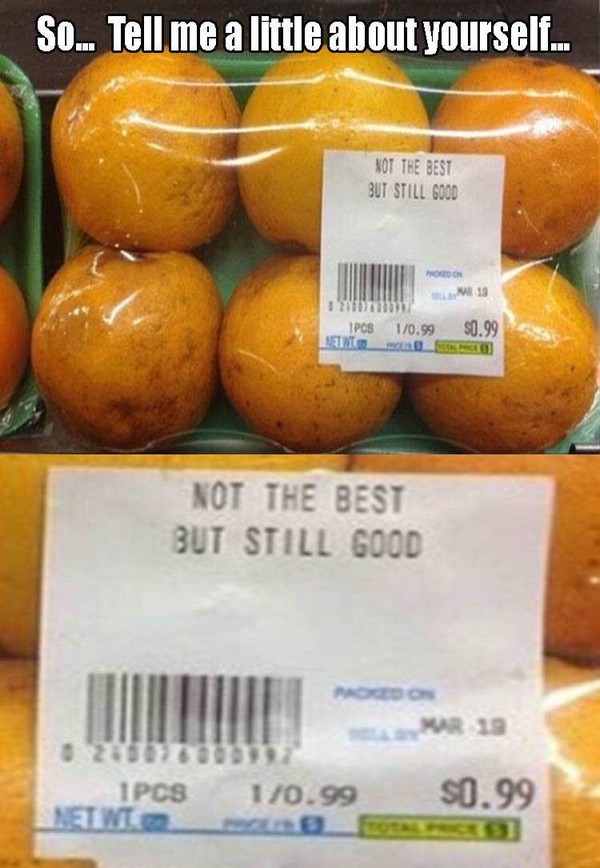 So... Tell me a little about yourself...
NOT THE BEST
BUT STILL GOOD
PACKED ON
SELL BY MAR 19
1PCS 1/0.99 $0.99
NET WT. PRICE/ $ TOTAL PRICE $
NOT THE BEST
BUT STILL GOOD
PACKED ON
SELL BY MAR 19
1PCS 1/0.99 $0.99
NET WT. PRICE/ $ TOTAL PRICE $